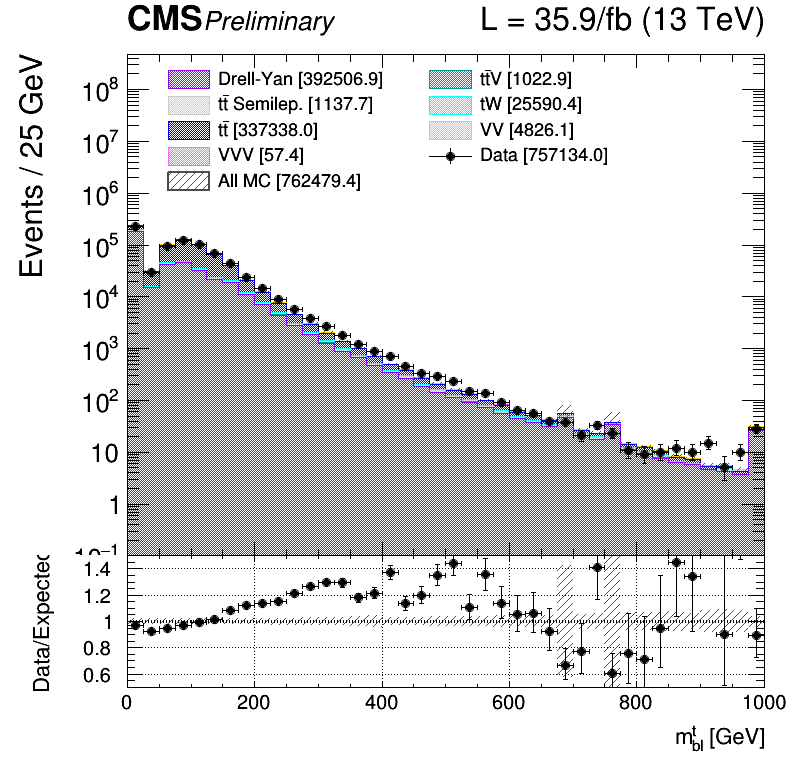 CMS Preliminary L = 35.9/fb (13 TeV)
Events / 25 GeV
Drell-Yan [392506.9]
tt̄ Semilep. [1137.7]
tt̄ [337338.0]
VVV [57.4]
All MC [762479.4]
tt̄V [1022.9]
tW [25590.4]
VV [4826.1]
Data [757134.0]
10⁸
10⁷
10⁶
10⁵
10⁴
10³
10²
10
1
10⁻¹
Data/Expected
1.4
1.2
1
0.8
0.6
0 200 400 600 800 1000
mᵗbl [GeV]